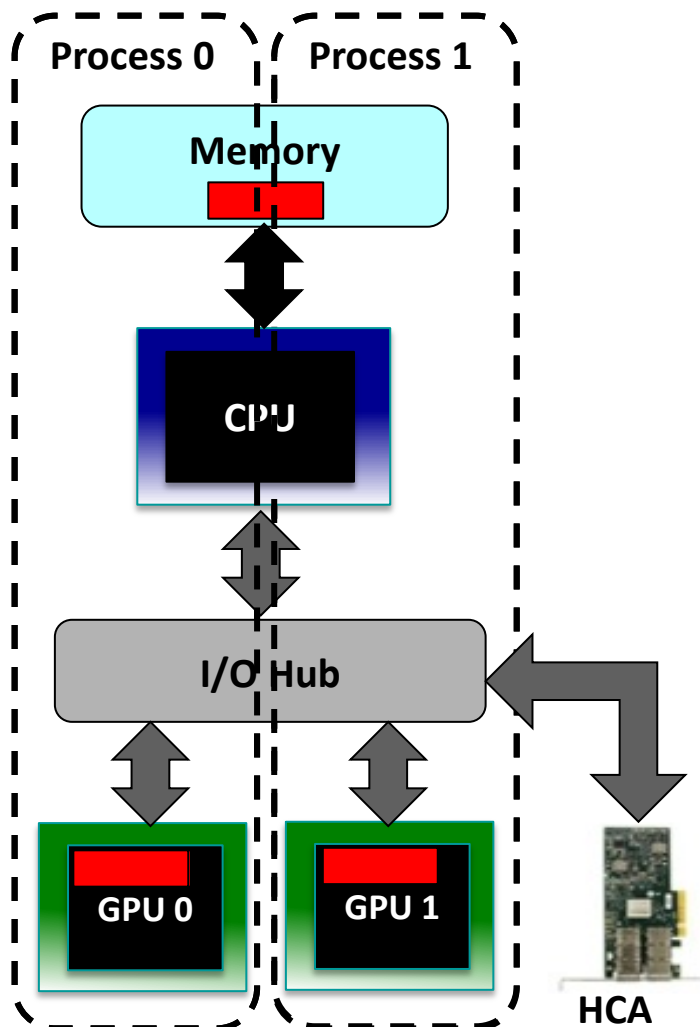 Process 0
Process 1
Memory
CPU
I/O Hub
GPU 0
GPU 1
HCA